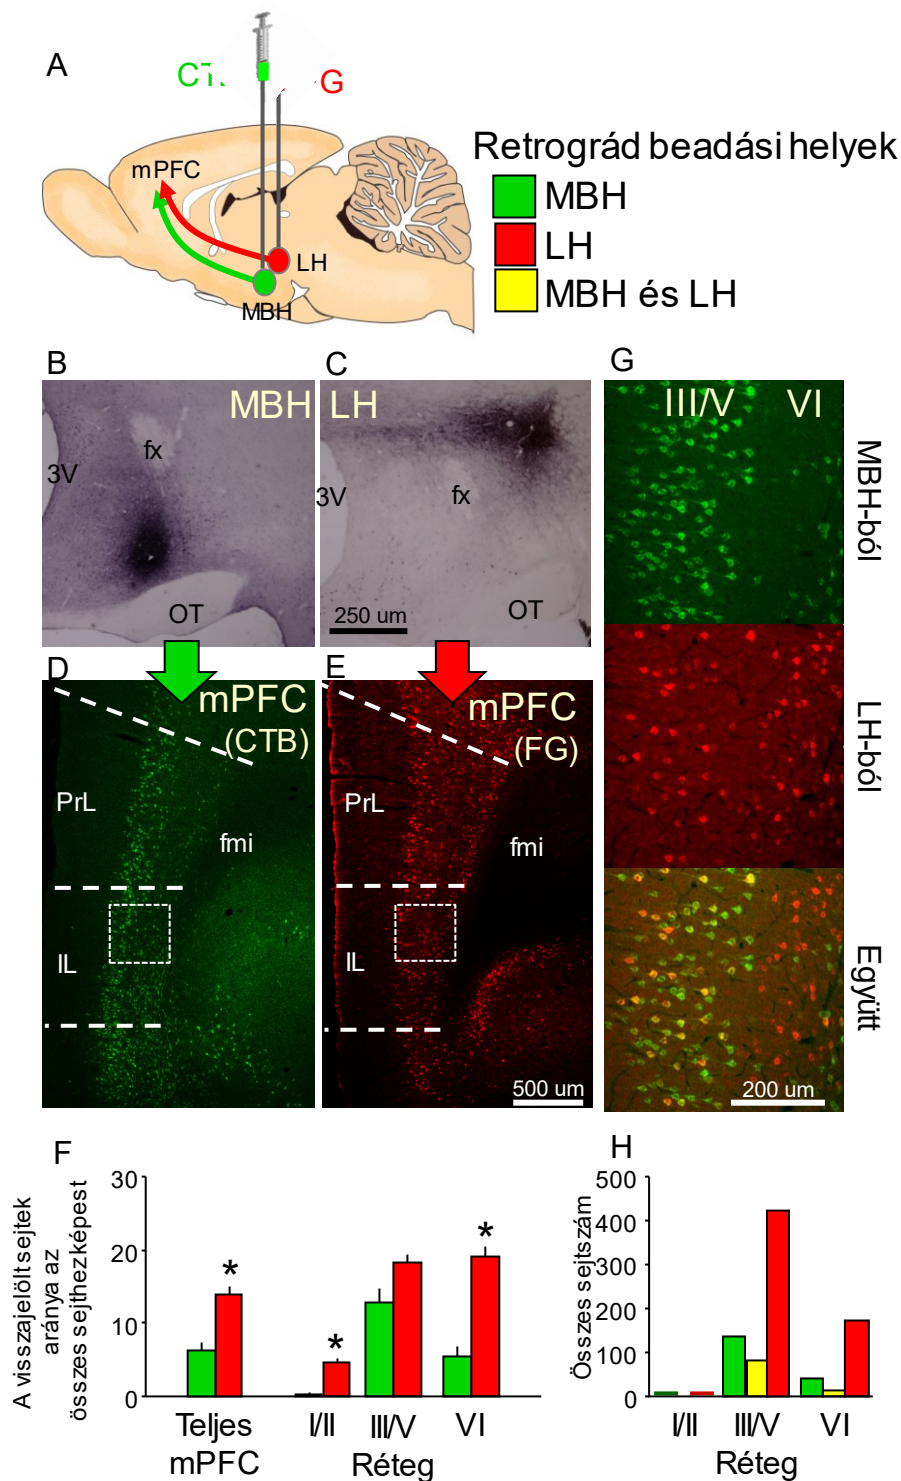 A
mPFC
LH
MBH
Retrográd beadási helyek
MBH
LH
MBH és LH
B
MBH
fx
3V
OT
C
LH
3V
fx
250 um
OT
D
mPFC
(CTB)
PrL
fmi
IL
E
mPFC
(FG)
PrL
fmi
IL
500 um
G
III/V VI
MBH-ból
LH-ból
Együtt
200 um
F
A visszajelölt sejtek
aránya az
összes sejthezképest
30
20
10
0
*
*
*
Teljes
mPFC
I/II
III/V
VI
Réteg
H
Összes sejtszám
500
400
300
200
100
0
I/II
III/V
VI
Réteg